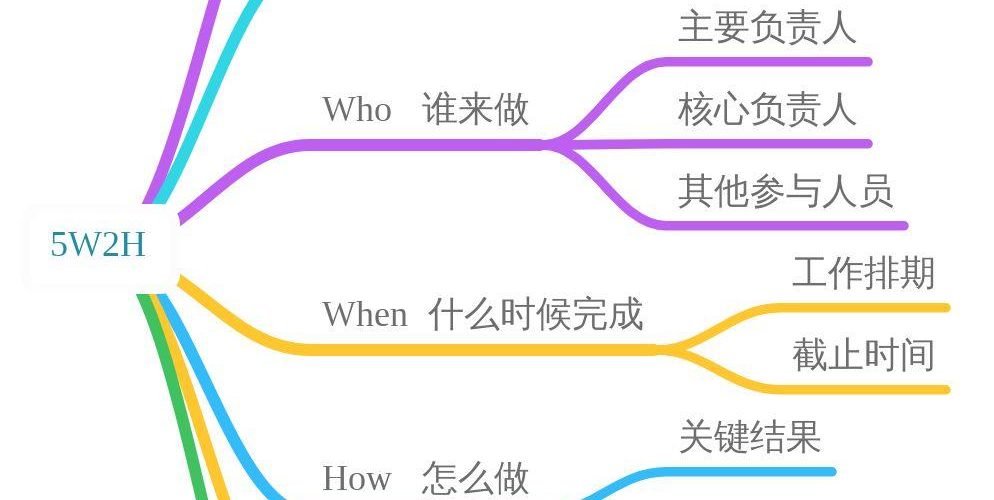 主要负责人
Who 谁来做
核心负责人
其他参与人员
5W2H
工作排期
When 什么时候完成
截止时间
关键结果
How 怎么做